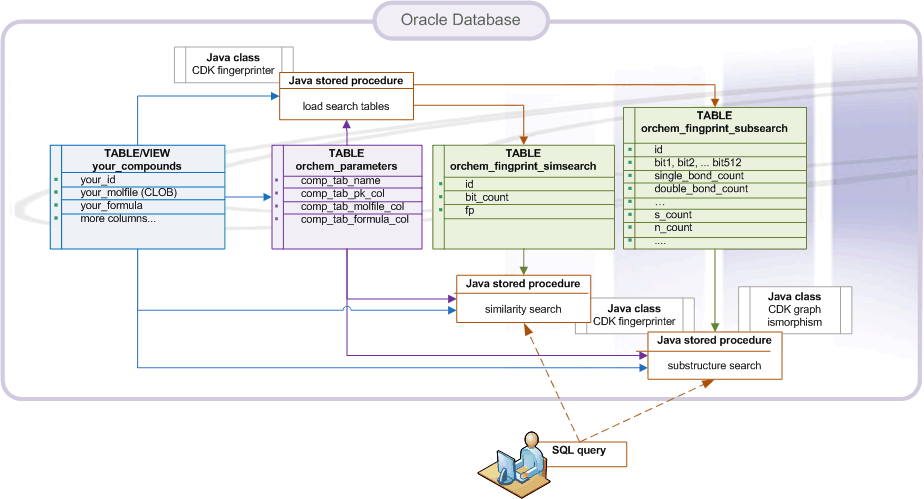 Oracle Database
Java class
CDK fingerprinter
Java stored procedure
load search tables
TABLE/VIEW
your_compounds
your_id
your_molfile (CLOB)
your_formula
more columns...
TABLE
orchem_parameters
comp_tab_name
comp_tab_pk_col
comp_tab_molfile_col
comp_tab_formula_col
TABLE
orchem_fingprint_simsearch
id
bit_count
fp
TABLE
orchem_fingprint_subsearch
id
bit1, bit2, ... bit512
single_bond_count
double_bond_count
...
s_count
n_count
....
Java stored procedure
similarity search
Java class
CDK fingerprinter
Java class
CDK graph
ismorphism
Java stored procedure
substructure search
SQL query